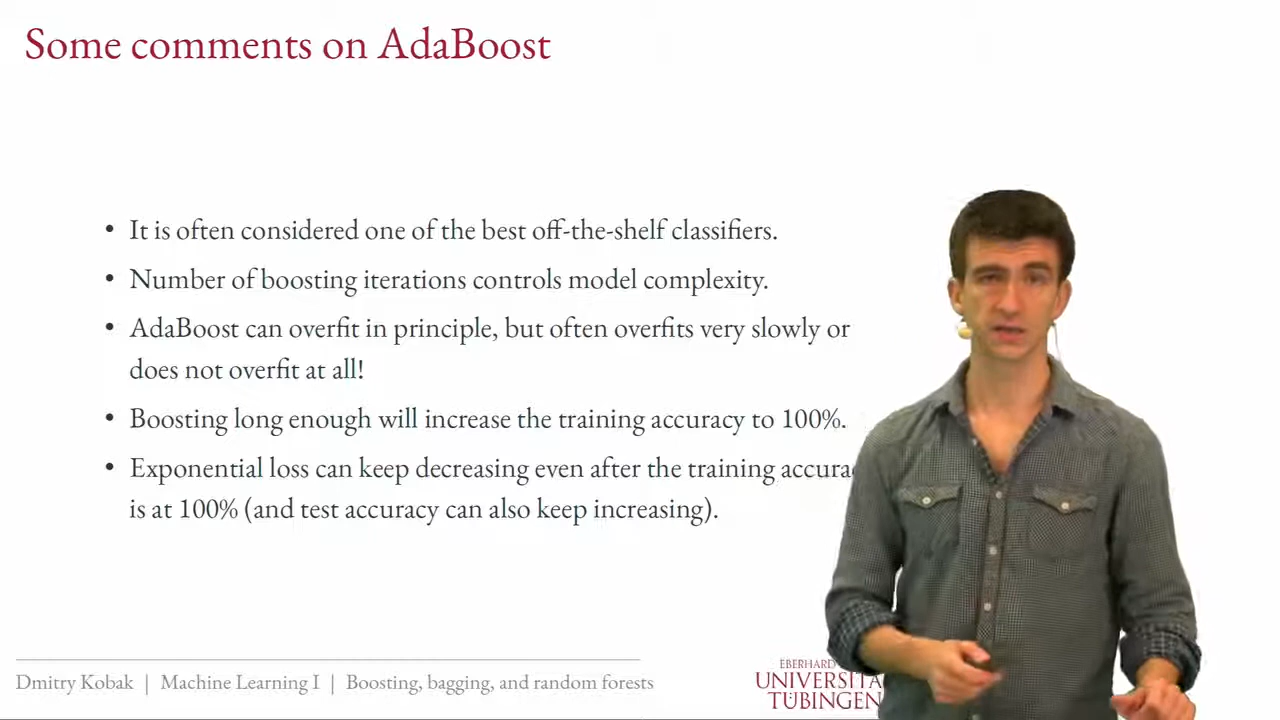 Some comments on AdaBoost
• It is often considered one of the best off-the-shelf classifiers.
• Number of boosting iterations controls model complexity.
• AdaBoost can overfit in principle, but often overfits very slowly or
does not overfit at all!
• Boosting long enough will increase the training accuracy to 100%.
• Exponential loss can keep decreasing even after the training accurac
is at 100% (and test accuracy can also keep increasing).
Dmitry Kobak | Machine Learning I | Boosting, bagging, and random forests
EBERHARD
UNIVERSITA
TÜBINGEN